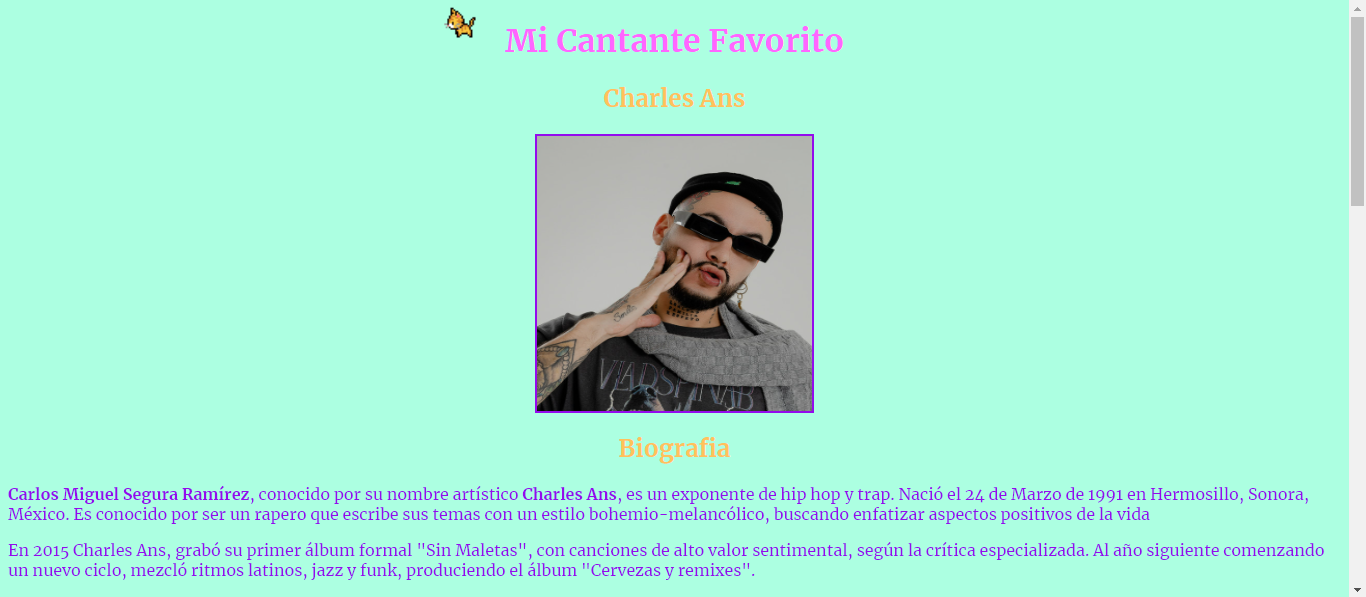 Mi Cantante Favorito
Charles Ans
Biografia
Carlos Miguel Segura Ramírez, conocido por su nombre artístico Charles Ans, es un exponente de hip hop y trap. Nació el 24 de Marzo de 1991 en Hermosillo, Sonora,
México. Es conocido por ser un rapero que escribe sus temas con un estilo bohemio-melancólico, buscando enfatizar aspectos positivos de la vida
En 2015 Charles Ans, grabó su primer álbum formal "Sin Maletas", con canciones de alto valor sentimental, según la crítica especializada. Al año siguiente comenzando
un nuevo ciclo, mezcló ritmos latinos, jazz y funk, produciendo el álbum "Cervezas y remixes".